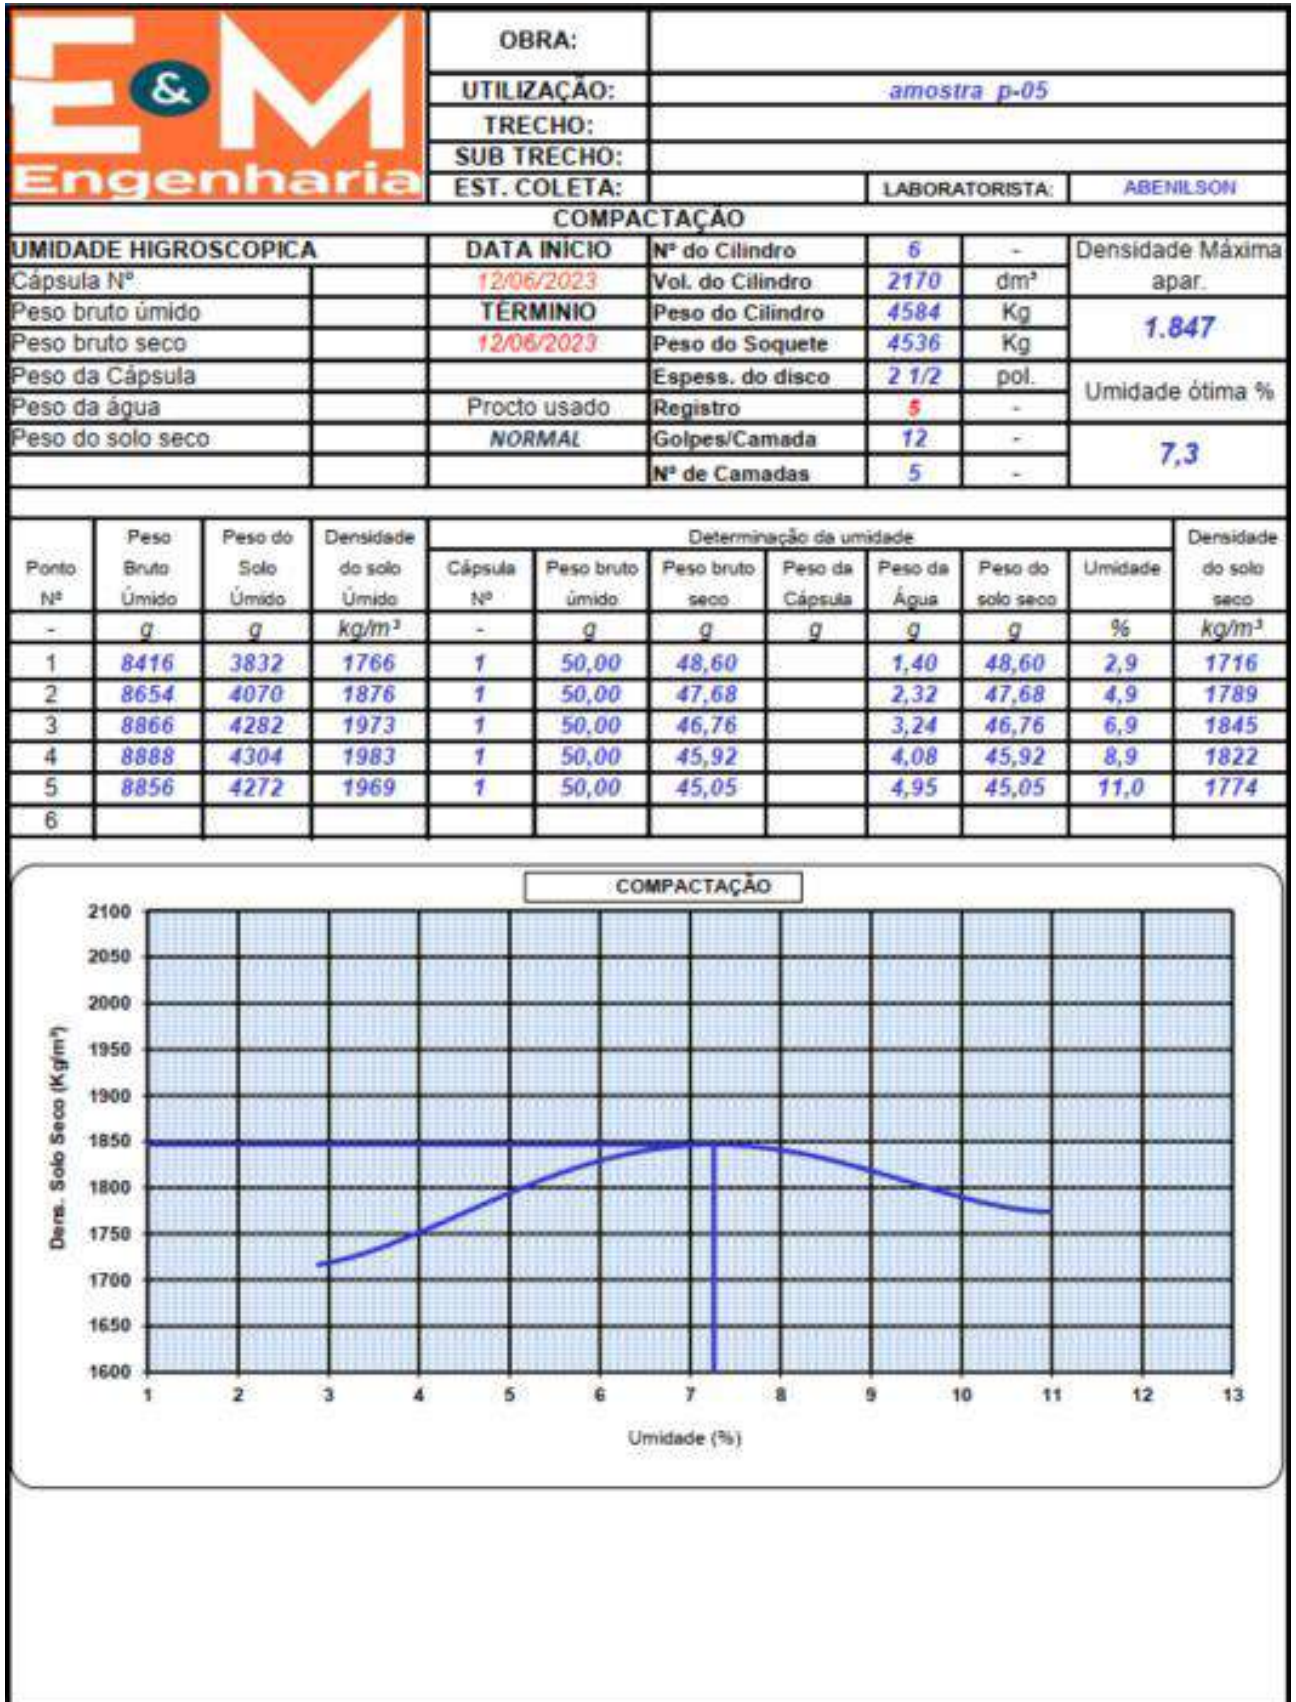 E&M
Engenharia
OBRA:
UTILIZAÇÃO: amostra p-05
TRECHO:
SUB TRECHO:
EST. COLETA: LABORATORISTA: ABENILSON
COMPACTAÇÃO
UMIDADE HIGROSCOPICA DATA INÍCIO Nº do Cilindro 6 - Densidade Máxima
Cápsula Nº 12/06/2023 Vol. do Cilindro 2170 dm³ apar.
Peso bruto úmido TÉRMINIO Peso do Cilindro 4584 Kg 1.847
Peso bruto seco 12/06/2023 Peso do Soquete 4536 Kg
Peso da Cápsula Espess. do disco 2 1/2 pol. Umidade ótima %
Peso da água Procto usado Registro 5 -
Peso do solo seco NORMAL Golpes/Camada 12 - 7,3
Nº de Camadas 5 -
Peso Peso do Densidade Determinação da umidade Densidade
Ponto Bruto Solo do solo Cápsula Peso bruto Peso bruto Peso da Peso da Peso do Umidade do solo
Nº Úmido Úmido Úmido Nº úmido seco Cápsula Água solo seco seco
- g g kg/m³ - g g g g g % kg/m³
1 8416 3832 1766 1 50,00 48,60 1,40 48,60 2,9 1716
2 8654 4070 1876 1 50,00 47,68 2,32 47,68 4,9 1789
3 8866 4282 1973 1 50,00 46,76 3,24 46,76 6,9 1845
4 8888 4304 1983 1 50,00 45,92 4,08 45,92 8,9 1822
5 8856 4272 1969 1 50,00 45,05 4,95 45,05 11,0 1774
6
COMPACTAÇÃO
2100
2050
2000
1950
1900
1850
1800
1750
1700
1650
1600
Dens. Solo Seco (Kg/m³)
1 2 3 4 5 6 7 8 9 10 11 12 13
Umidade (%)